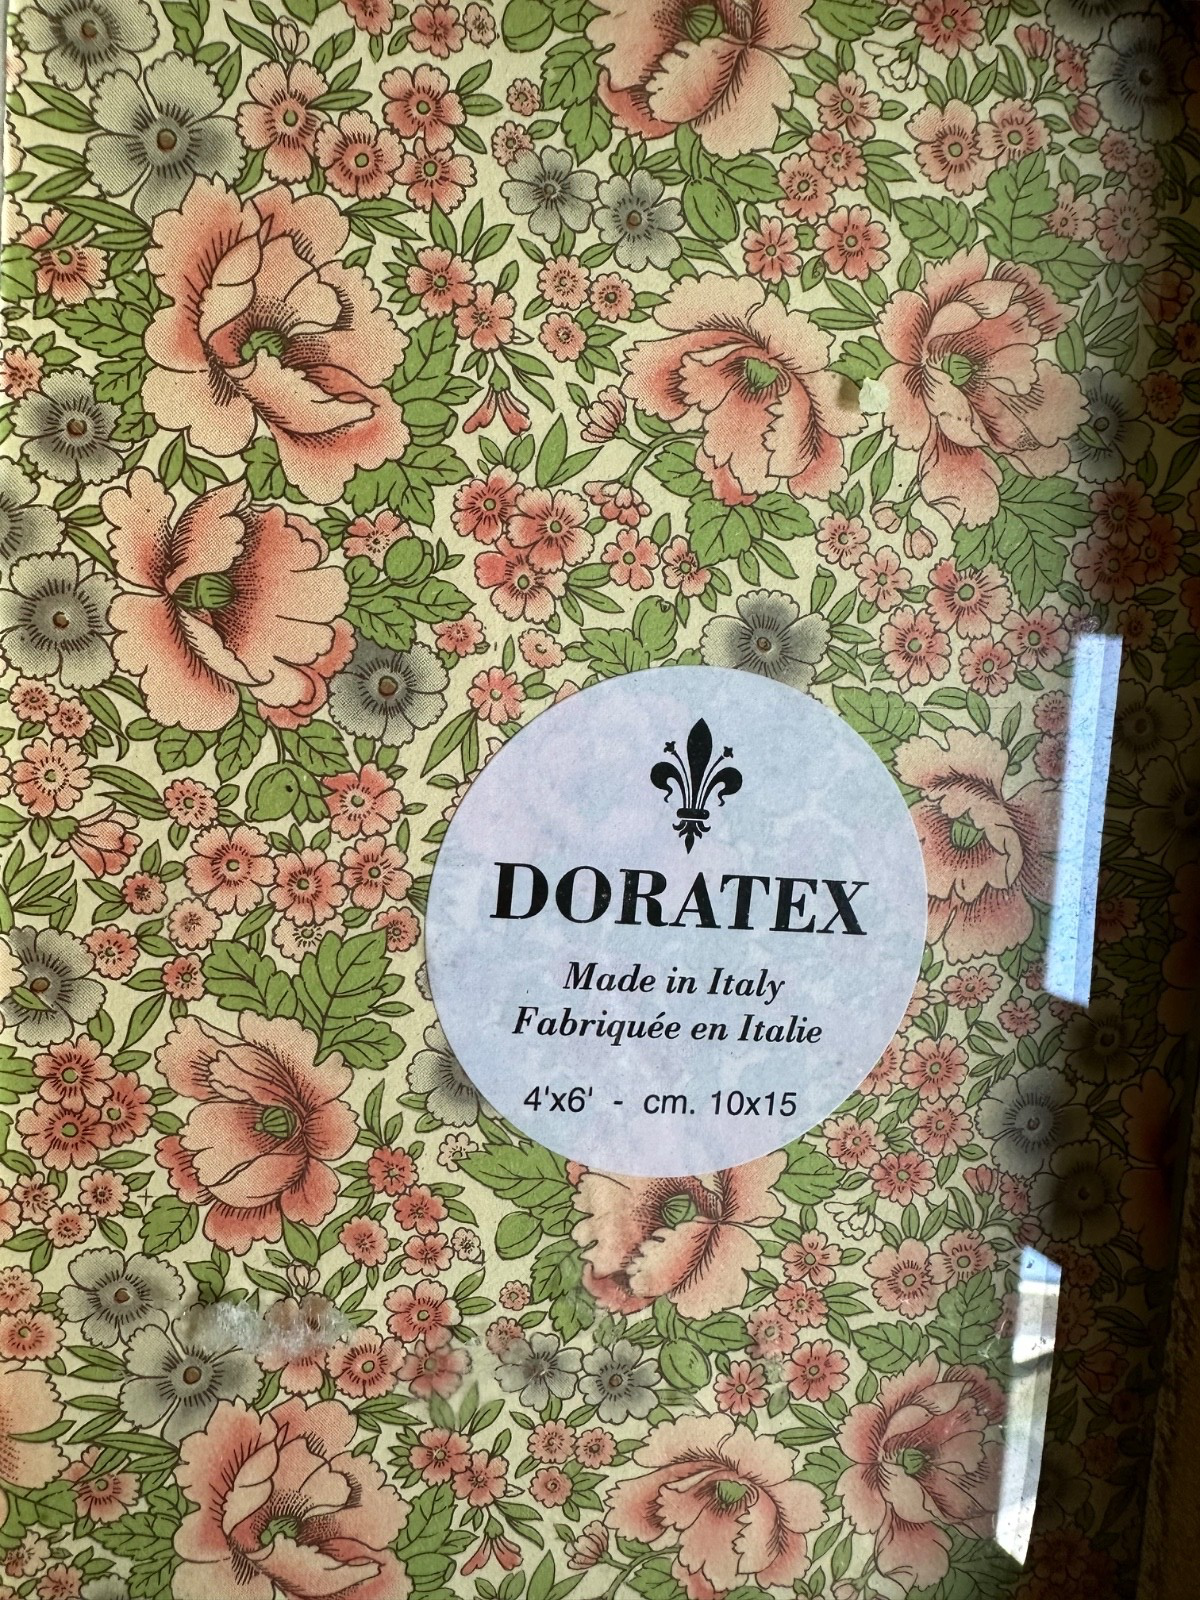 DORATEX
Made in Italy
Fabriquée en Italie
4'x6' - cm. 10x15